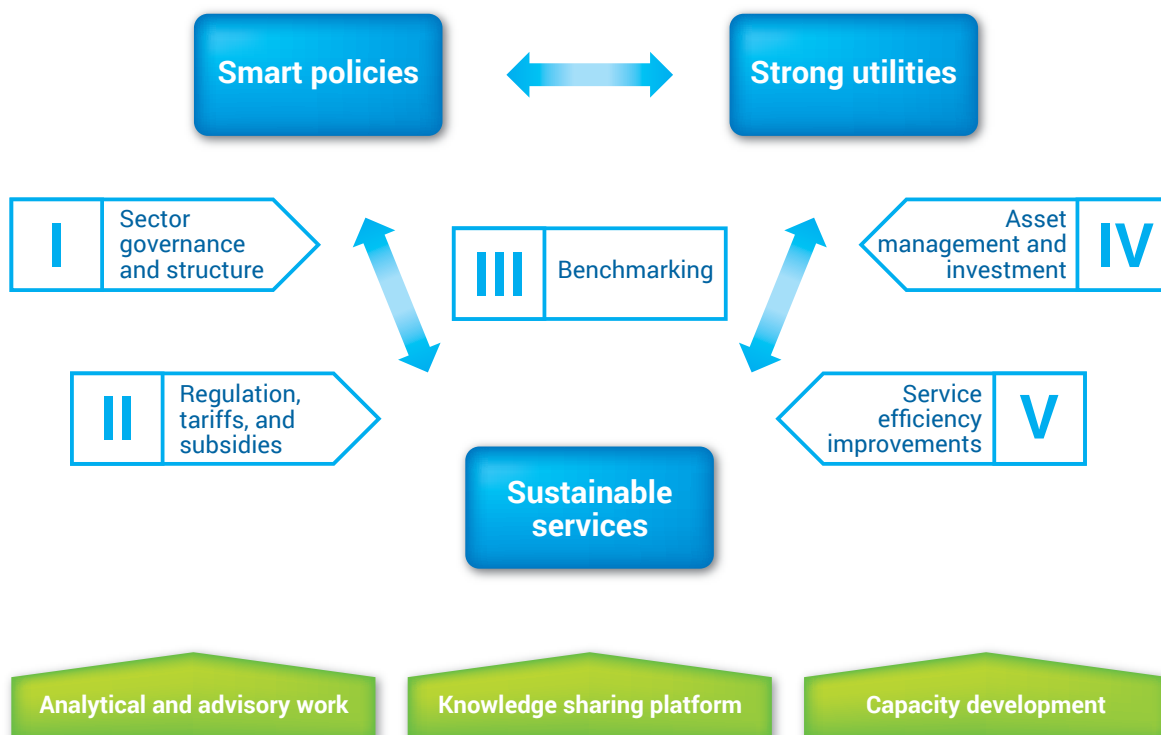 Smart policies
Strong utilities
I
Sector
governance
and structure
III
Benchmarking
Asset
management and
investment
IV
II
Regulation,
tariffs, and
subsidies
Service
efficiency
improvements
V
Sustainable
services
Analytical and advisory work
Knowledge sharing platform
Capacity development